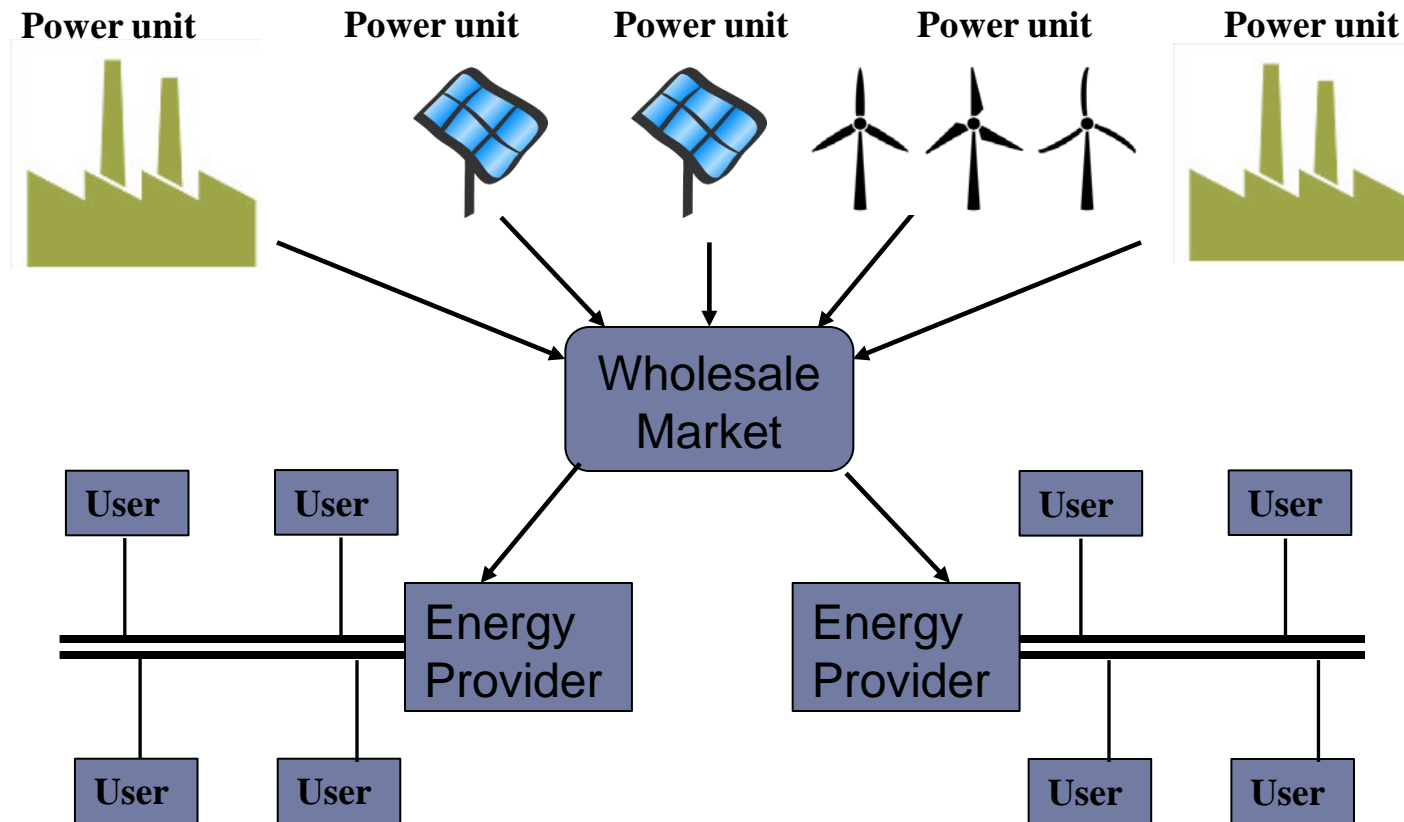 Power unit
Power unit
Power unit
Power unit
Power unit
Wholesale
Market
User
User
User
User
Energy
Provider
Energy
Provider
User
User
User
User